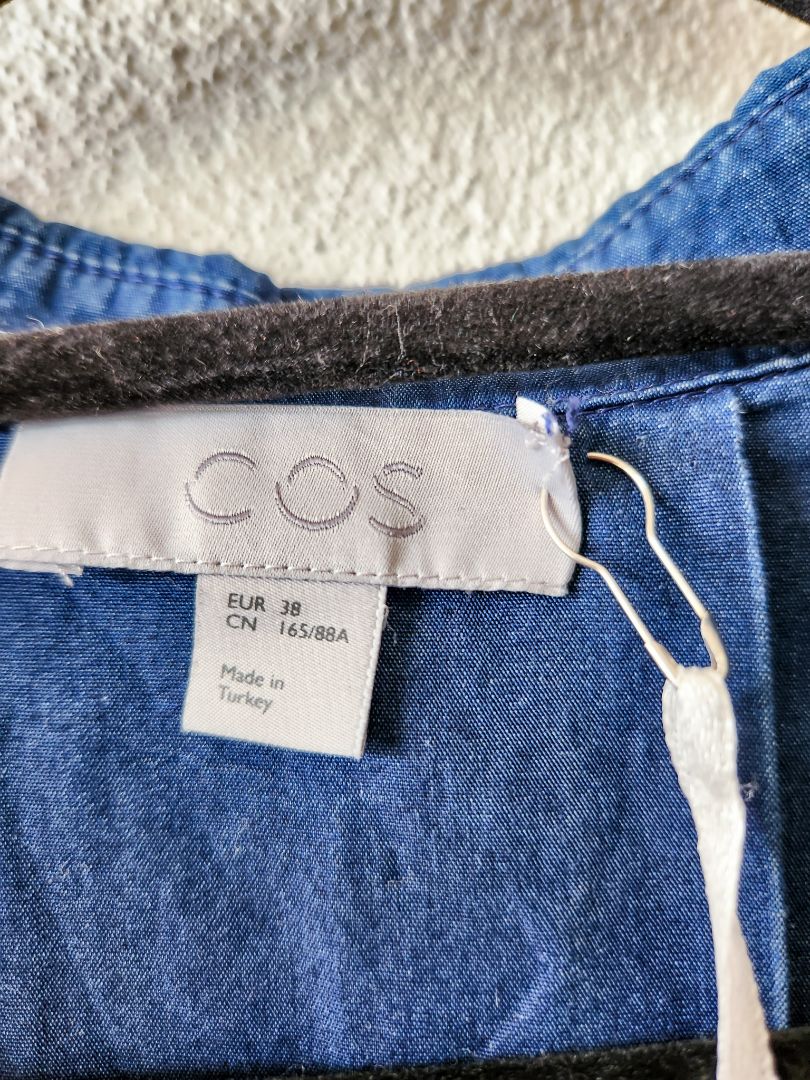 COS
EUR 38
CN 165/88A
Made in
Turkey